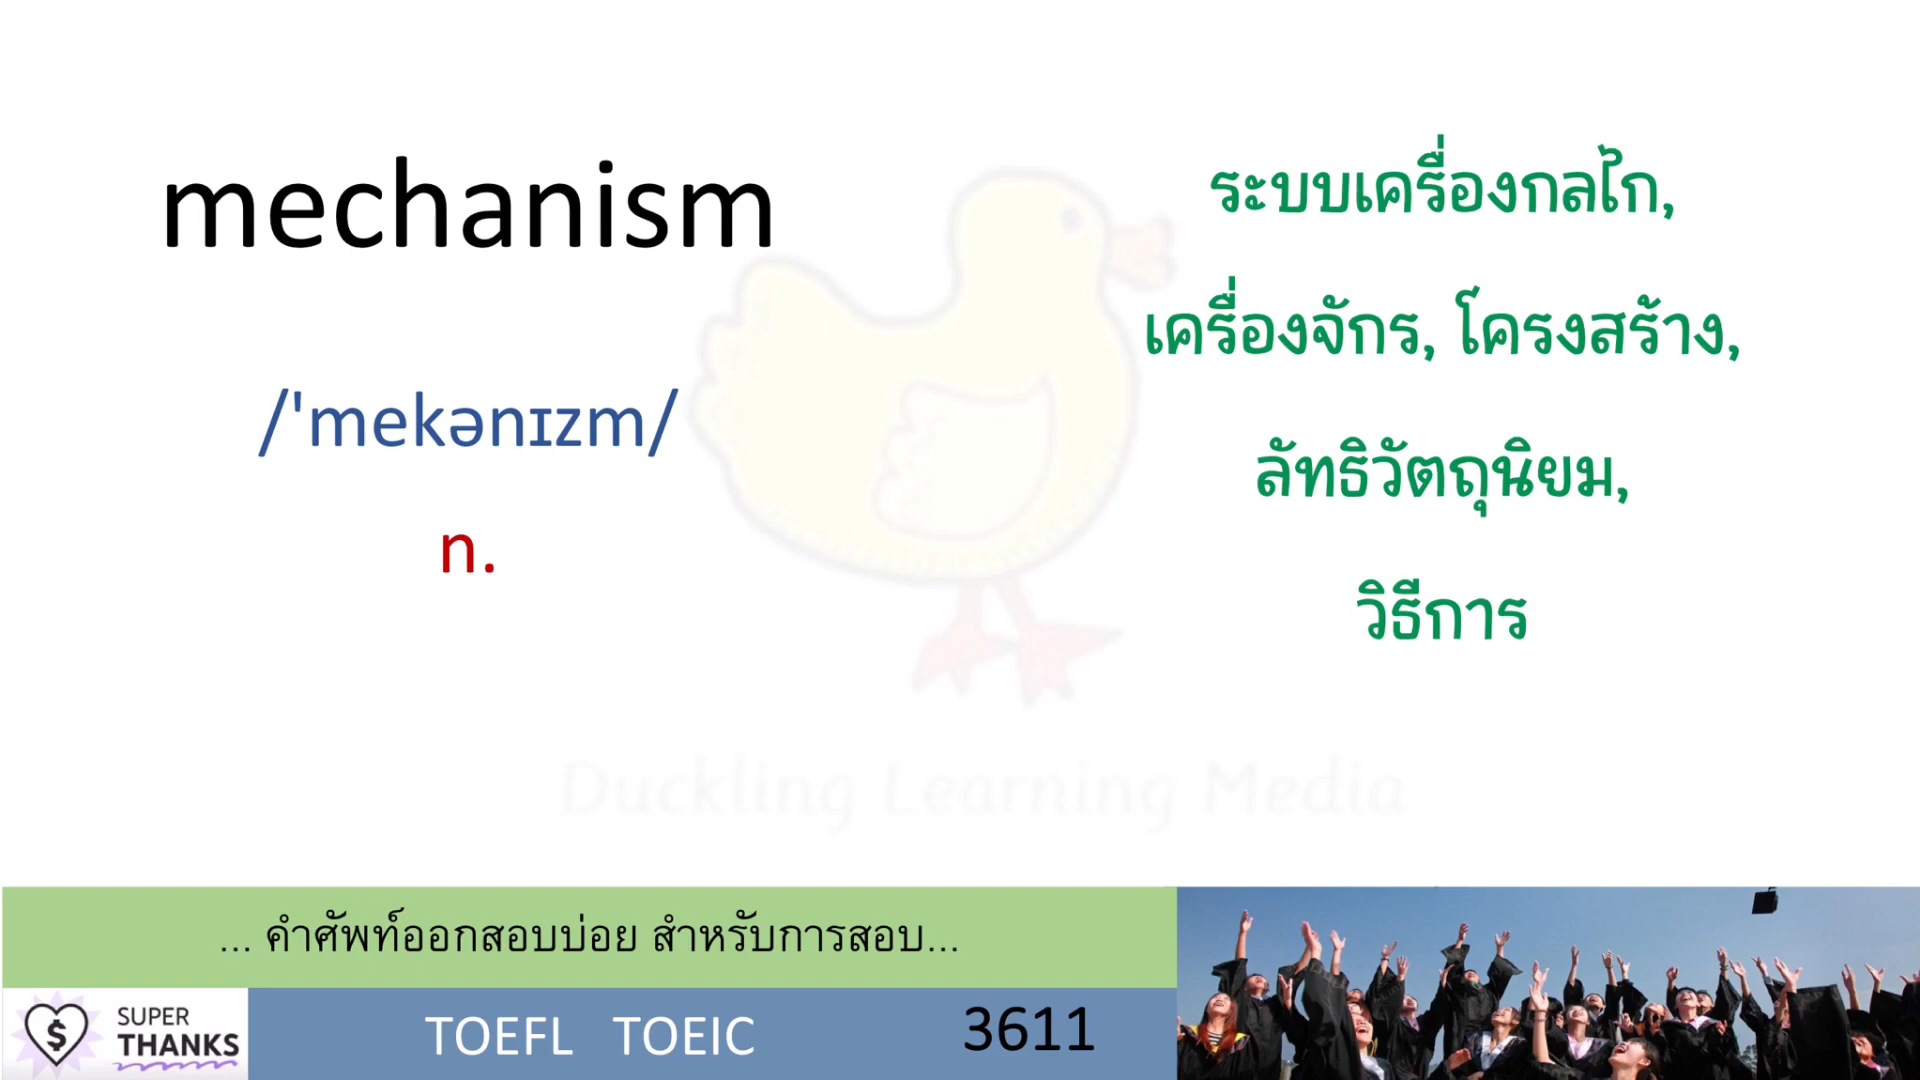 mechanism
/'mekənɪzm/
n.
ระบบเครื่องกลไก,
เครื่องจักร, โครงสร้าง,
ลัทธิวัตถุนิยม,
วิธีการ
Duckling Learning Media
... คำศัพท์ออกสอบบ่อย สำหรับการสอบ...
SUPER
THANKS
TOEFL TOEIC
3611